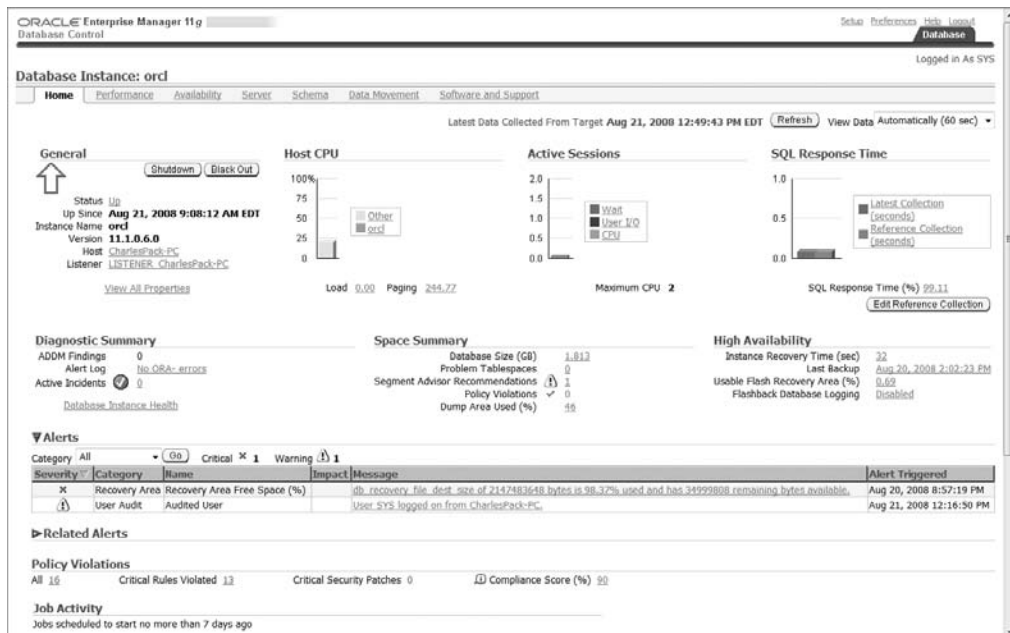 ORACLE Enterprise Manager 11g
Database Control
Setup Preferences Help Logout
Database
Logged in As SYS
Database Instance: orcl
Home Performance Availability Server Schema Data Movement Software and Support
Latest Data Collected From Target Aug 21, 2008 12:49:43 PM EDT Refresh View Data Automatically (60 sec)
General
Shutdown Black Out
Status Up
Up Since Aug 21, 2008 9:08:12 AM EDT
Instance Name orcl
Version 11.1.0.6.0
Host CharlesPack-PC
Listener LISTENER_CharlesPack-PC
View All Properties
Host CPU
100%
75
50
25
0
Other
orcl
Load 0.00 Paging 244.77
Active Sessions
2.0
1.5
1.0
0.5
0.0
Wait
User I/O
CPU
Maximum CPU 2
SQL Response Time
1.0
0.5
0.0
Latest Collection
(seconds)
Reference Collection
(seconds)
SQL Response Time (%) 99.11
Edit Reference Collection
Diagnostic Summary
ADDM Findings 0
Alert Log No ORA- errors
Active Incidents 0
Database Instance Health
Space Summary
Database Size (GB) 1.813
Problem Tablespaces 0
Segment Advisor Recommendations 1
Policy Violations 0
Dump Area Used (%) 46
High Availability
Instance Recovery Time (sec) 32
Last Backup Aug 20, 2008 2:02:23 PM
Usable Flash Recovery Area (%) 0.69
Flashback Database Logging Disabled
Alerts
Category All Go Critical 1 Warning 1
Severity Category Name Impact Message Alert Triggered
Recovery Area Recovery Area Free Space (%) db_recovery_file_dest_size of 2147483648 bytes is 98.37% used and has 34999808 remaining bytes available. Aug 20, 2008 8:57:19 PM
User Audit Audited User User SYS logged on from CharlesPack-PC. Aug 21, 2008 12:16:50 PM
Related Alerts
Policy Violations
All 16 Critical Rules Violated 13 Critical Security Patches 0 Compliance Score (%) 90
Job Activity
Jobs scheduled to start no more than 7 days ago